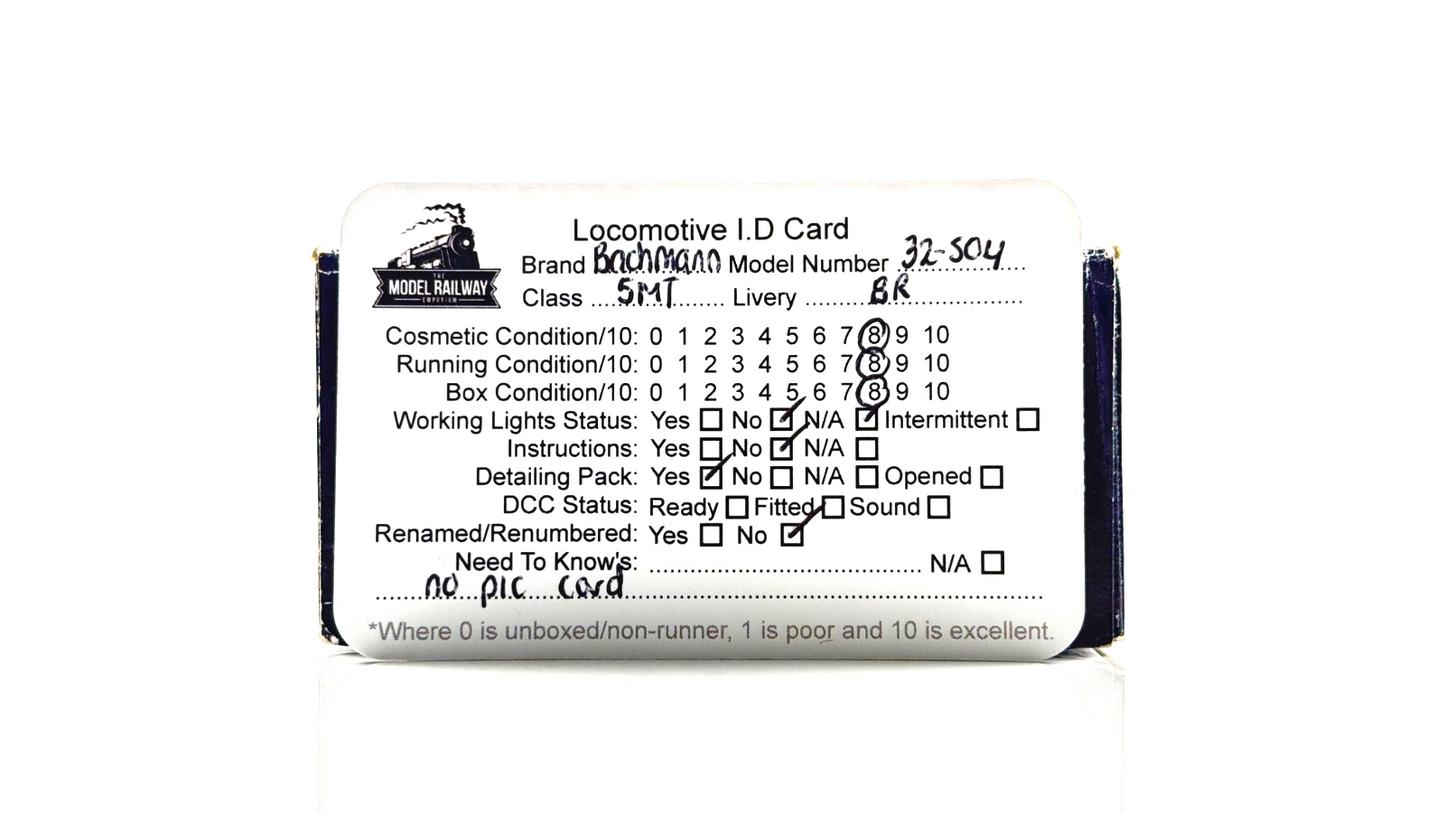 Locomotive I.D Card
THE
MODEL RAILWAY
EMPORIUM
Brand Bachmann Model Number 32-504
Class ...5MT... Livery ...BR...
Cosmetic Condition/10: 0 1 2 3 4 5 6 7 8 9 10
Running Condition/10: 0 1 2 3 4 5 6 7 8 9 10
Box Condition/10: 0 1 2 3 4 5 6 7 8 9 10
Working Lights Status: Yes ☐ No ☑ N/A ☑ Intermittent ☐
Instructions: Yes ☐ No ☑ N/A ☐
Detailing Pack: Yes ☑ No ☐ N/A ☐ Opened ☐
DCC Status: Ready ☐ Fitted ☐ Sound ☐
Renamed/Renumbered: Yes ☐ No ☑
Need To Know's: ........................................ N/A ☐
no pic card
*Where 0 is unboxed/non-runner, 1 is poor and 10 is excellent.